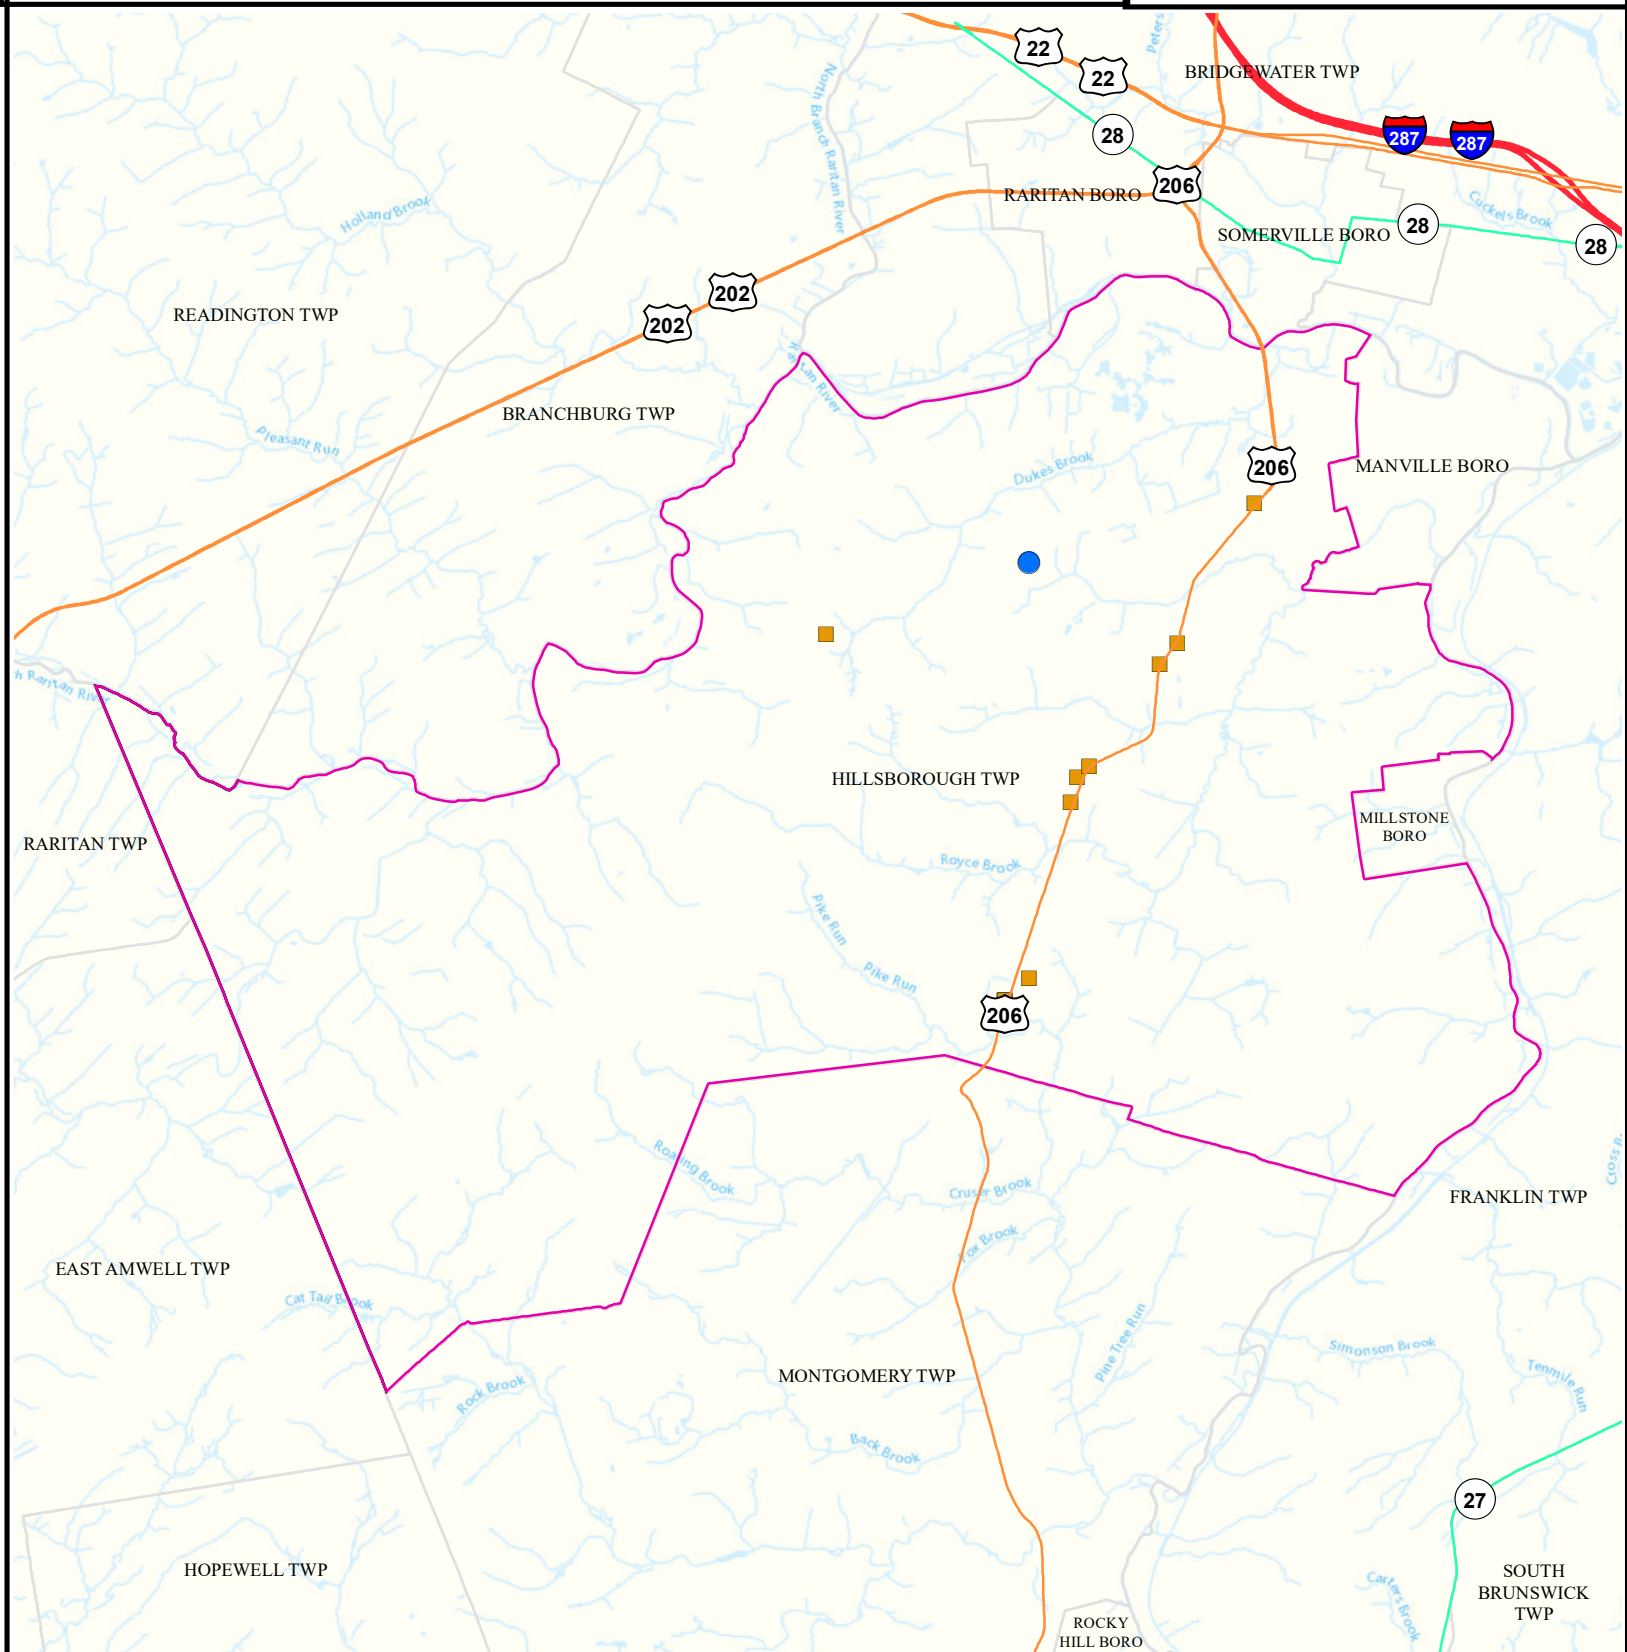 22
22
Peters
BRIDGEWATER TWP
North Branch Raritan River
28
287
287
206
RARITAN BORO
Holland Brook
Cuckels Brook
28
SOMERVILLE BORO
28
202
READINGTON TWP
202
Raritan River
BRANCHBURG TWP
Pleasant Run
Dukes Brook
206
MANVILLE BORO
h Raritan River
HILLSBOROUGH TWP
MILLSTONE
BORO
RARITAN TWP
Royce Brook
Pike Run
Pike Run
206
Roaring Brook
Cross B
Cruser Brook
FRANKLIN TWP
Fox Brook
EAST AMWELL TWP
Cat Tail Brook
Pine Tree Run
Simonson Brook
MONTGOMERY TWP
Tenmile Run
Rock Brook
Back Brook
27
HOPEWELL TWP
Carters Brook
SOUTH
BRUNSWICK
TWP
ROCKY
HILL BORO